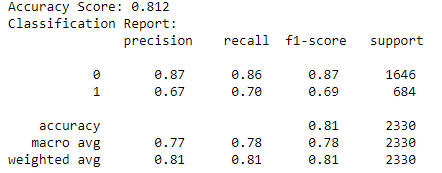 Accuracy Score: 0.812
Classification Report:
precision recall f1-score support
0 0.87 0.86 0.87 1646
1 0.67 0.70 0.69 684
accuracy 0.81 2330
macro avg 0.77 0.78 0.78 2330
weighted avg 0.81 0.81 0.81 2330